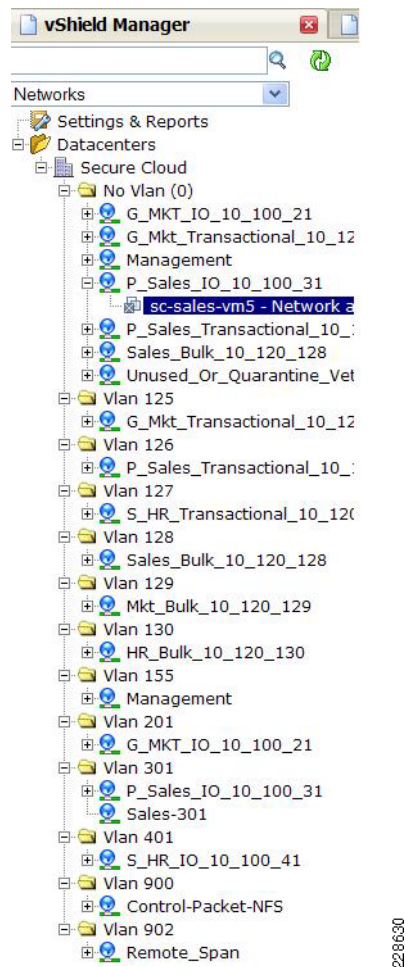 vShield Manager
Networks
Settings & Reports
Datacenters
Secure Cloud
No Vlan (0)
G_MKT_IO_10_100_21
G_Mkt_Transactional_10_12
Management
P_Sales_IO_10_100_31
sc-sales-vm5 - Network a
P_Sales_Transactional_10_
Sales_Bulk_10_120_128
Unused_Or_Quarantine_Vet
Vlan 125
G_Mkt_Transactional_10_12
Vlan 126
P_Sales_Transactional_10_
Vlan 127
S_HR_Transactional_10_120
Vlan 128
Sales_Bulk_10_120_128
Vlan 129
Mkt_Bulk_10_120_129
Vlan 130
HR_Bulk_10_120_130
Vlan 155
Management
Vlan 201
G_MKT_IO_10_100_21
Vlan 301
P_Sales_IO_10_100_31
Sales-301
Vlan 401
S_HR_IO_10_100_41
Vlan 900
Control-Packet-NFS
Vlan 902
Remote_Span
228630